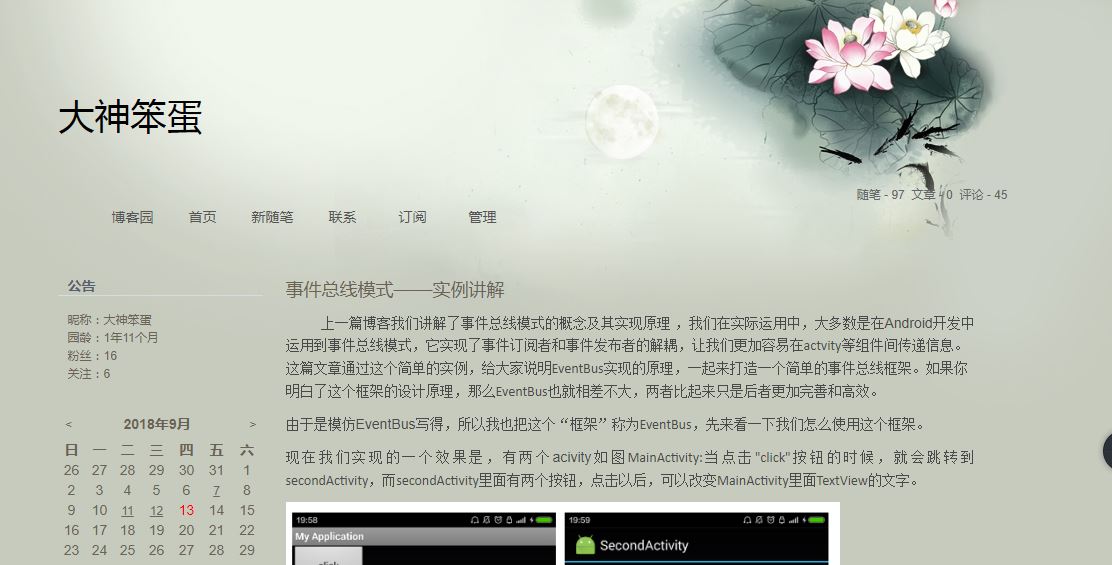 大神笨蛋
随笔 - 97 文章 - 0 评论 - 45
博客园 首页 新随笔 联系 订阅 管理
公告
昵称：大神笨蛋
园龄：1年11个月
粉丝：16
关注：6
< 2018年9月 >
日 一 二 三 四 五 六
26 27 28 29 30 31 1
2 3 4 5 6 7 8
9 10 11 12 13 14 15
16 17 18 19 20 21 22
23 24 25 26 27 28 29
事件总线模式——实例讲解
上一篇博客我们讲解了事件总线模式的概念及其实现原理 ，我们在实际运用中，大多数是在Android开发中
运用到事件总线模式，它实现了事件订阅者和事件发布者的解耦，让我们更加容易在actvity等组件间传递信息。
这篇文章通过这个简单的实例，给大家说明EventBus实现的原理，一起来打造一个简单的事件总线框架。如果你
明白了这个框架的设计原理，那么EventBus也就相差不大，两者比起来只是后者更加完善和高效。
由于是模仿EventBus写得，所以我也把这个“框架”称为EventBus，先来看一下我们怎么使用这个框架。
现在我们实现的一个效果是，有两个acivity如图MainActivity:当点击"click"按钮的时候，就会跳转到
secondActivity，而secondActivity里面有两个按钮，点击以后，可以改变MainActivity里面TextView的文字。
19:58
My Application
19:59
SecondActivity